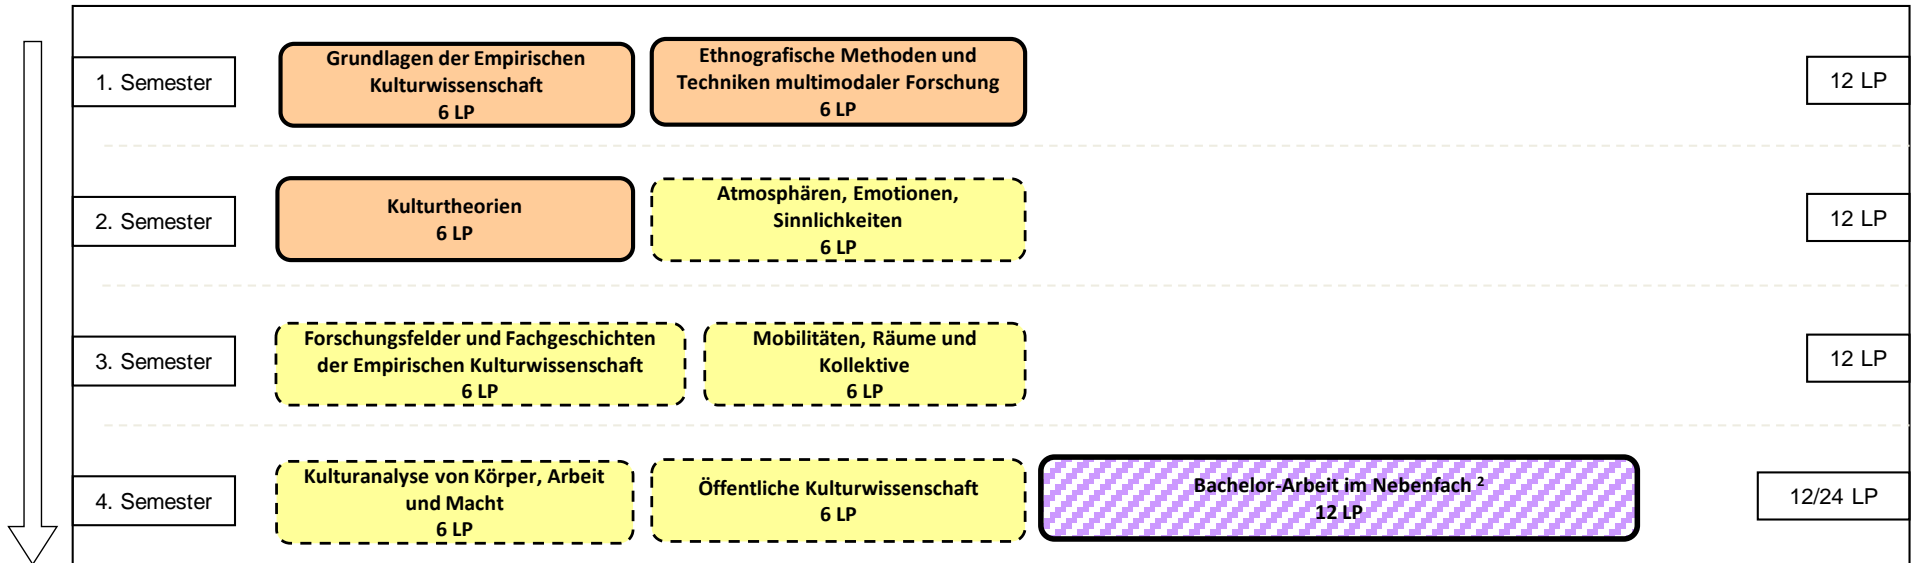 1. Semester
Grundlagen der Empirischen
Kulturwissenschaft
6 LP
Ethnografische Methoden und
Techniken multimodaler Forschung
6 LP
12 LP
2. Semester
Kulturtheorien
6 LP
Atmosphären, Emotionen,
Sinnlichkeiten
6 LP
12 LP
3. Semester
Forschungsfelder und Fachgeschichten
der Empirischen Kulturwissenschaft
6 LP
Mobilitäten, Räume und
Kollektive
6 LP
12 LP
4. Semester
Kulturanalyse von Körper, Arbeit
und Macht
6 LP
Öffentliche Kulturwissenschaft
6 LP
Bachelor-Arbeit im Nebenfach ²
12 LP
12/24 LP